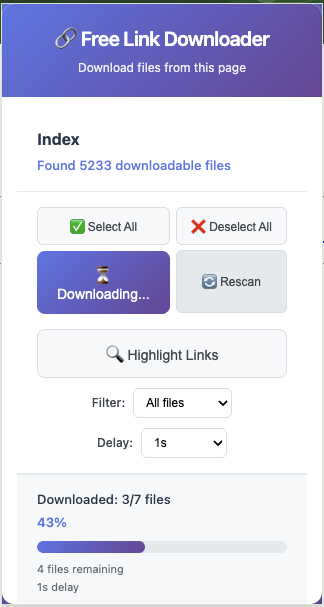 🔗 Free Link Downloader
Download files from this page
Index
Found 5233 downloadable files
✅ Select All
❌ Deselect All
⏳
Downloading...
🔄 Rescan
🔍 Highlight Links
Filter: All files
Delay: 1s
Downloaded: 3/7 files
43%
4 files remaining
1s delay